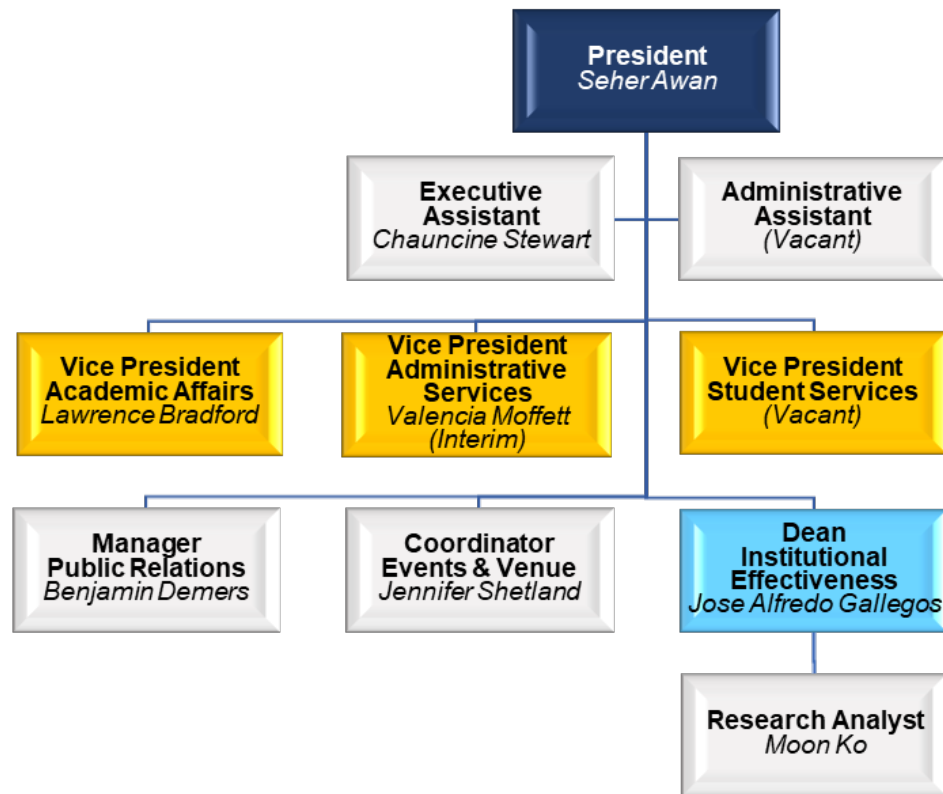 President
Seher Awan
Executive
Assistant
Chauncine Stewart
Administrative
Assistant
(Vacant)
Vice President
Academic Affairs
Lawrence Bradford
Vice President
Administrative
Services
Valencia Moffett
(Interim)
Vice President
Student Services
(Vacant)
Manager
Public Relations
Benjamin Demers
Coordinator
Events & Venue
Jennifer Shetland
Dean
Institutional
Effectiveness
Jose Alfredo Gallegos
Research Analyst
Moon Ko